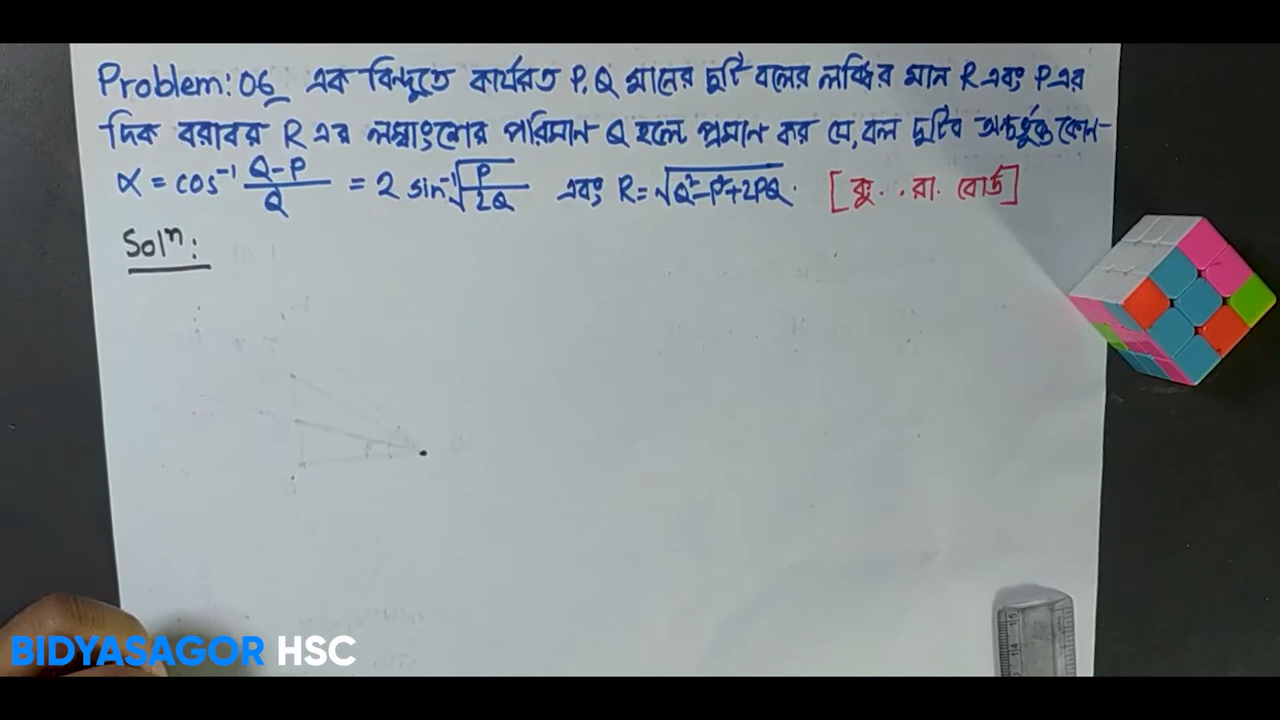 Problem: 06 এক বিন্দুতে কার্যরত P, Q মানের দুটি বলের লব্ধির মান R এবং P এর
দিক বরাবর R এর লম্বাংশের পরিমান Q হলে প্রমান কর যে, বল দুটির অন্তর্ভুক্ত কোন-
α = cos⁻¹ (Q-P)/Q = 2 sin⁻¹ √(P/2Q) এবং R = √(Q²-P²+2PQ) · [কু. . রা. বোর্ড]
Solⁿ:
BIDYASAGOR HSC